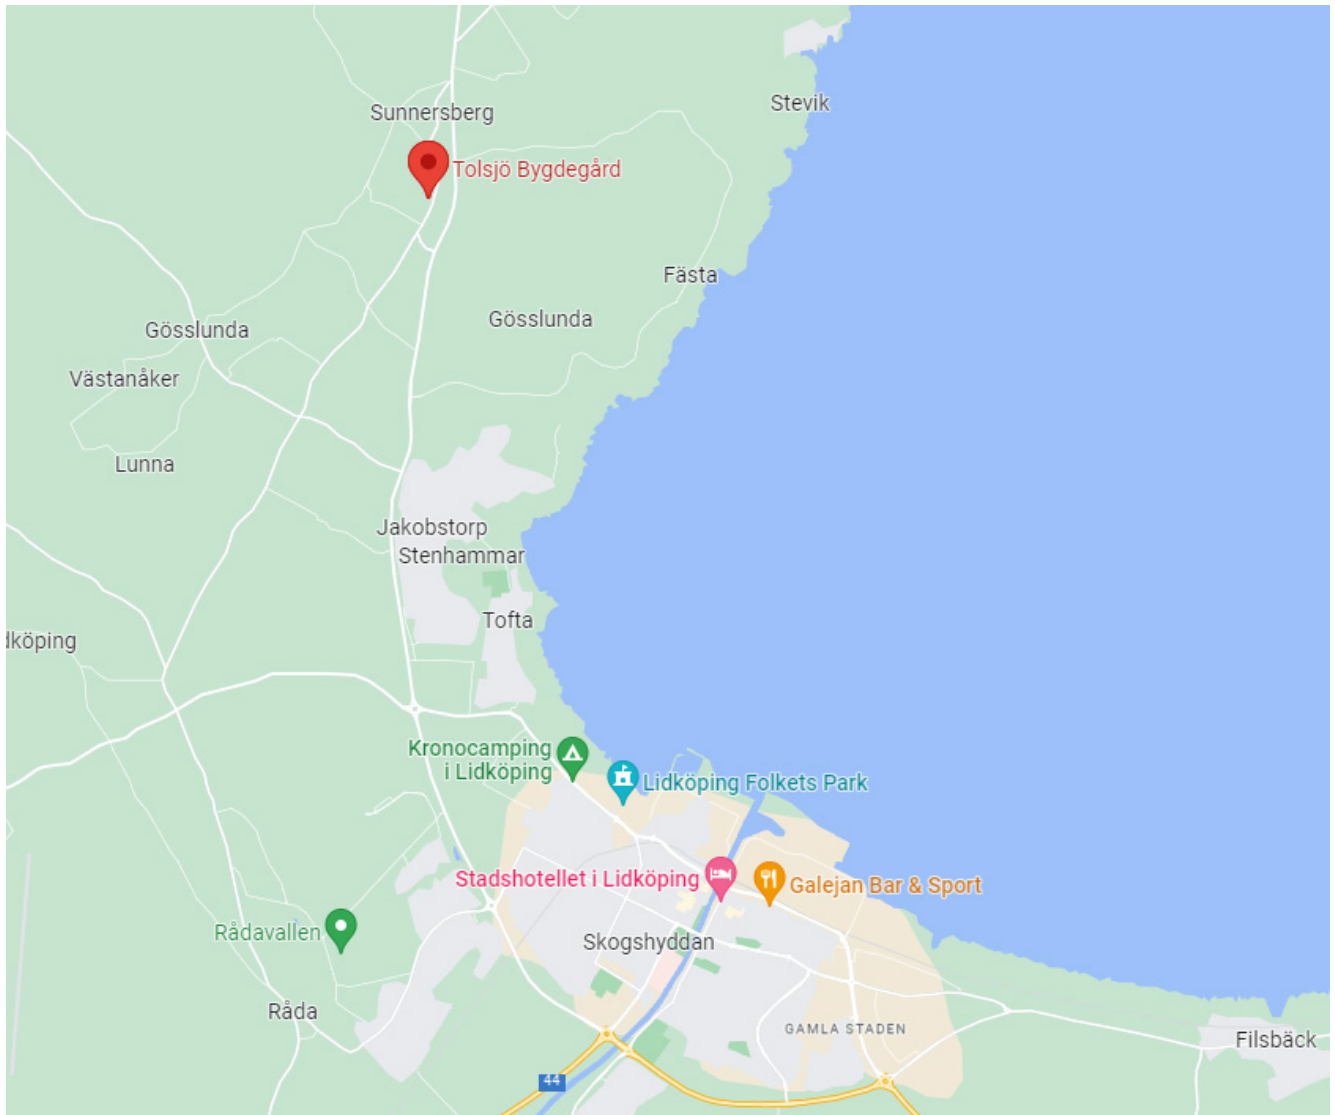 Stevik
Sunnersberg
Tolsjö Bygdegård
Fästa
Gösslunda
Gösslunda
Västanåker
Lunna
Jakobstorp
Stenhammar
Tofta
dköping
Kronocamping
i Lidköping
Lidköping Folkets Park
Stadshotellet i Lidköping
Galejan Bar & Sport
Rådavallen
Skogshyddan
Råda
GAMLA STADEN
Filsbäck
44